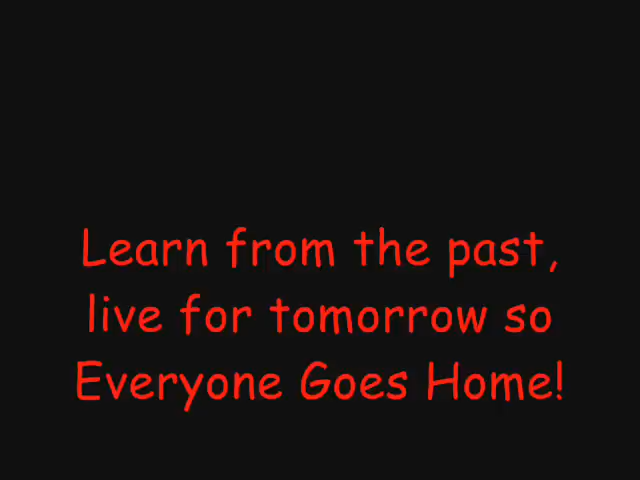 Learn from the past,
live for tomorrow so
Everyone Goes Home!